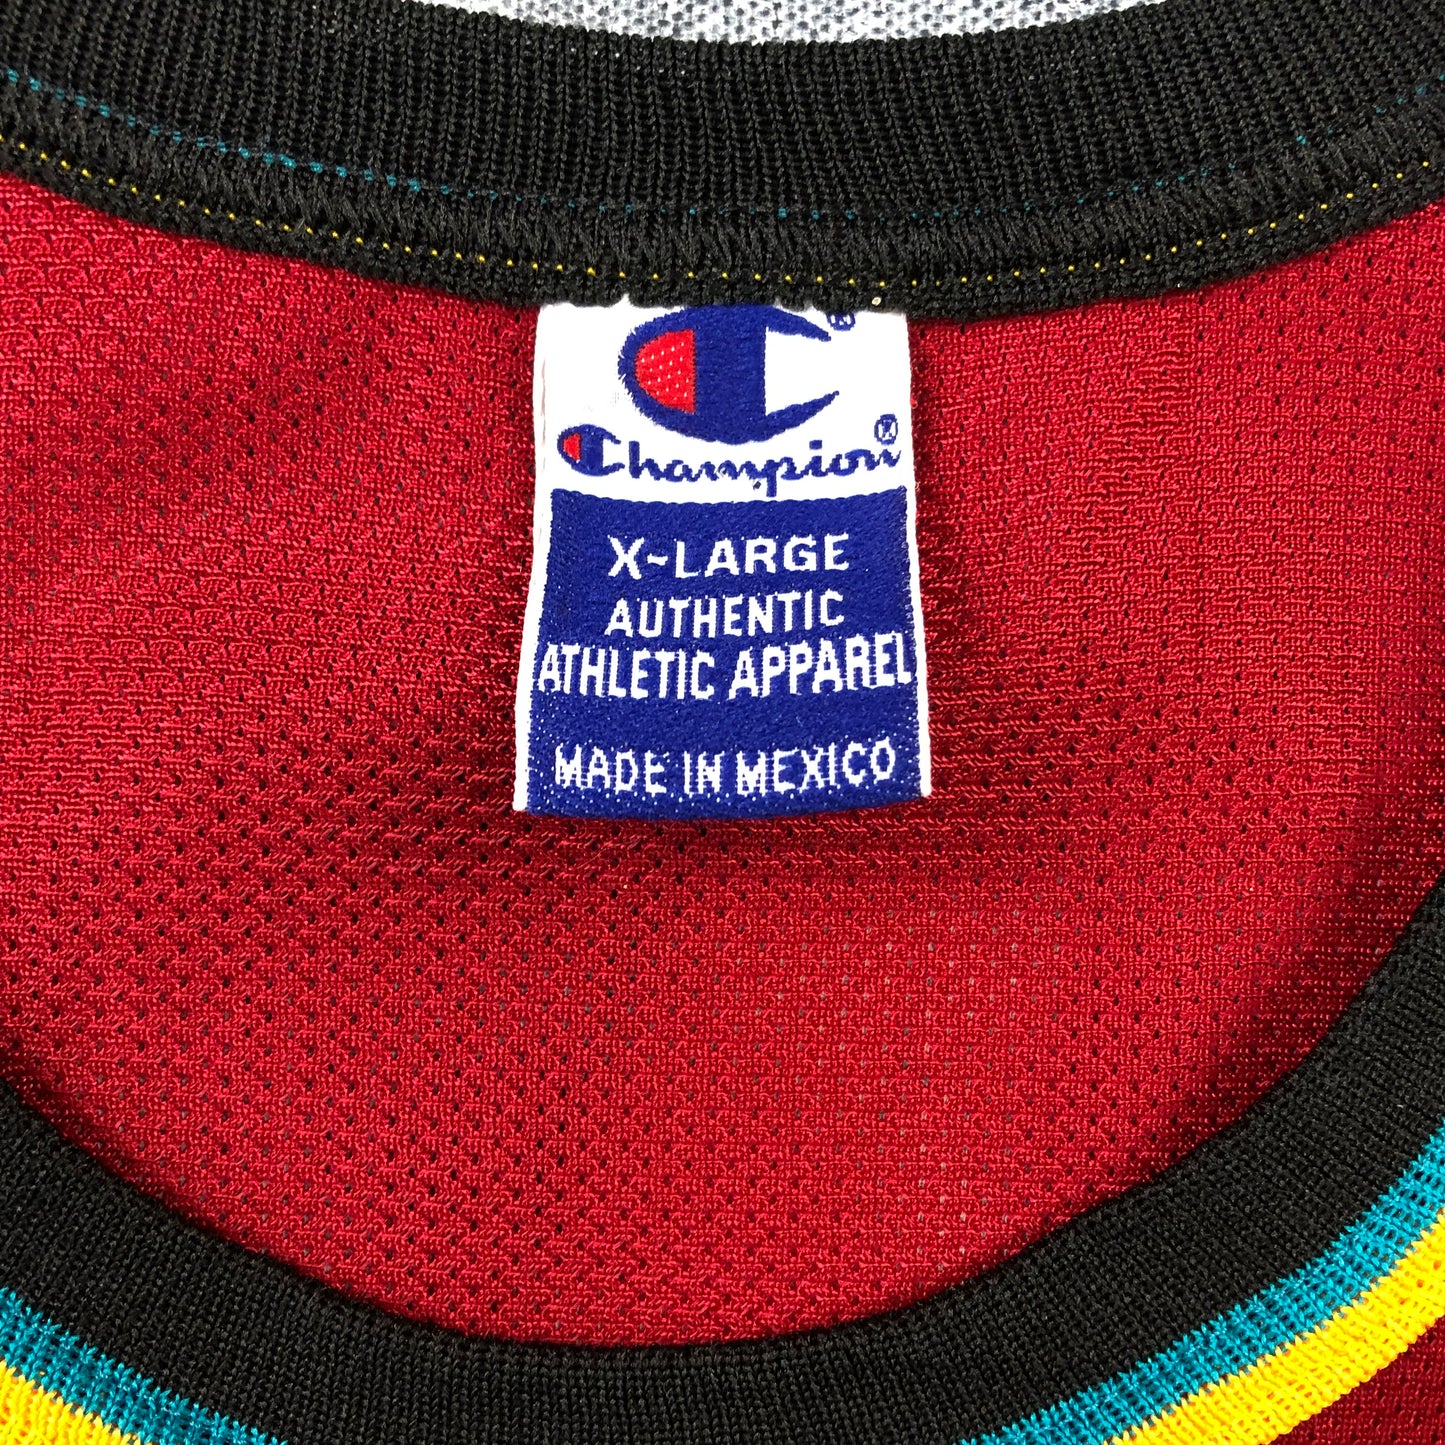 ®
Champion®
X-LARGE
AUTHENTIC
ATHLETIC APPAREL
MADE IN MEXICO